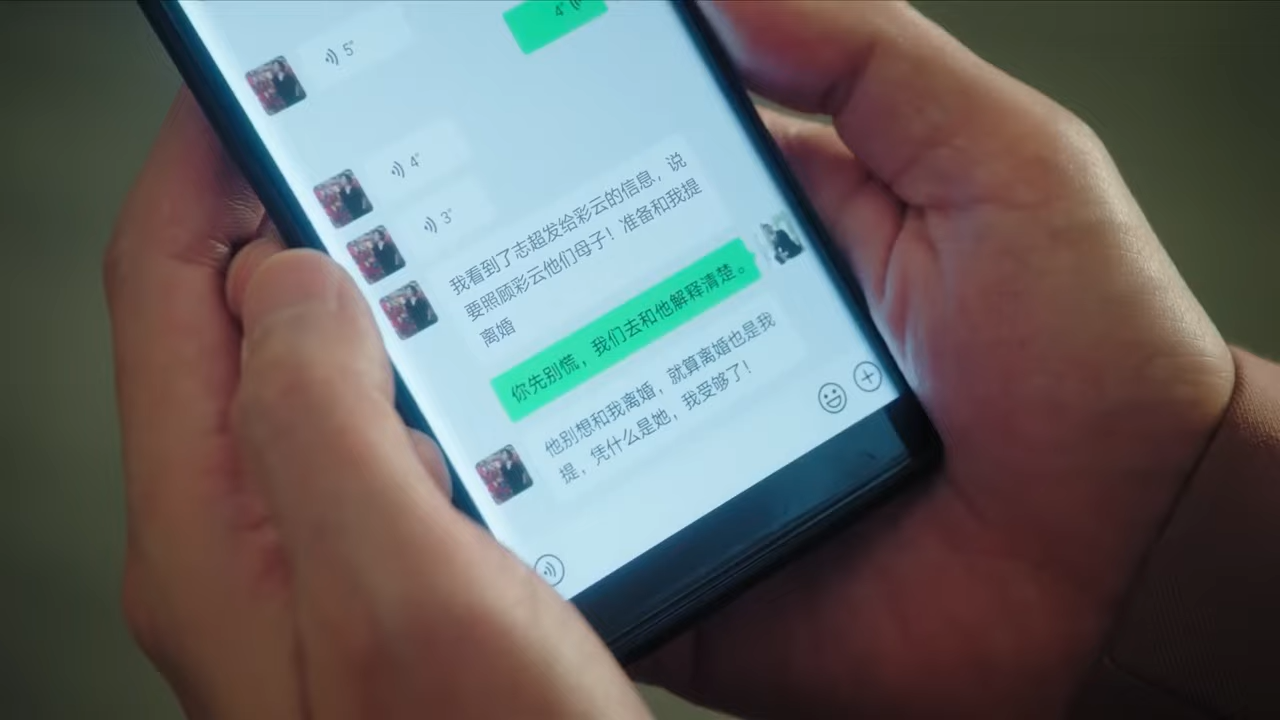 4"
5"
4"
3"
我看到了志超发给彩云的信息，说
要照顾彩云他们母子！准备和我提
离婚
你先别慌，我们去和他解释清楚。
他别想和我离婚，就算离婚也是我
提，凭什么是她，我受够了！